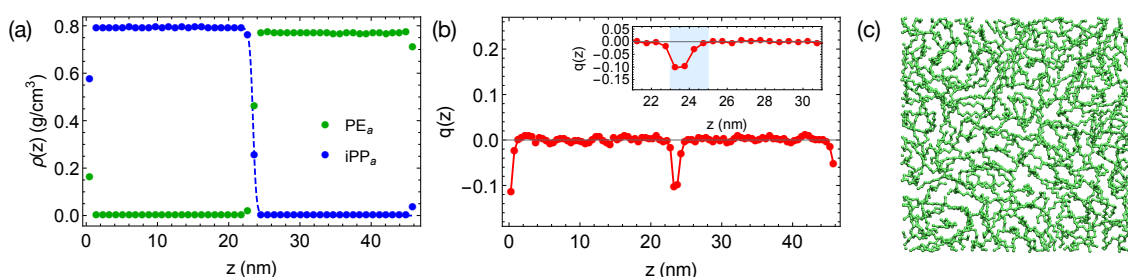 (a)
ρ(z) (g/cm³)
0.8
0.6
0.4
0.2
0.0
PEₐ
iPPₐ
0 10 20 30 40
z (nm)
(b)
q(z)
0.2
0.1
0.0
−0.1
0 10 20 30 40
z (nm)
q(z)
0.05
0.00
−0.05
−0.10
−0.15
22 24 26 28 30
z (nm)
(c)